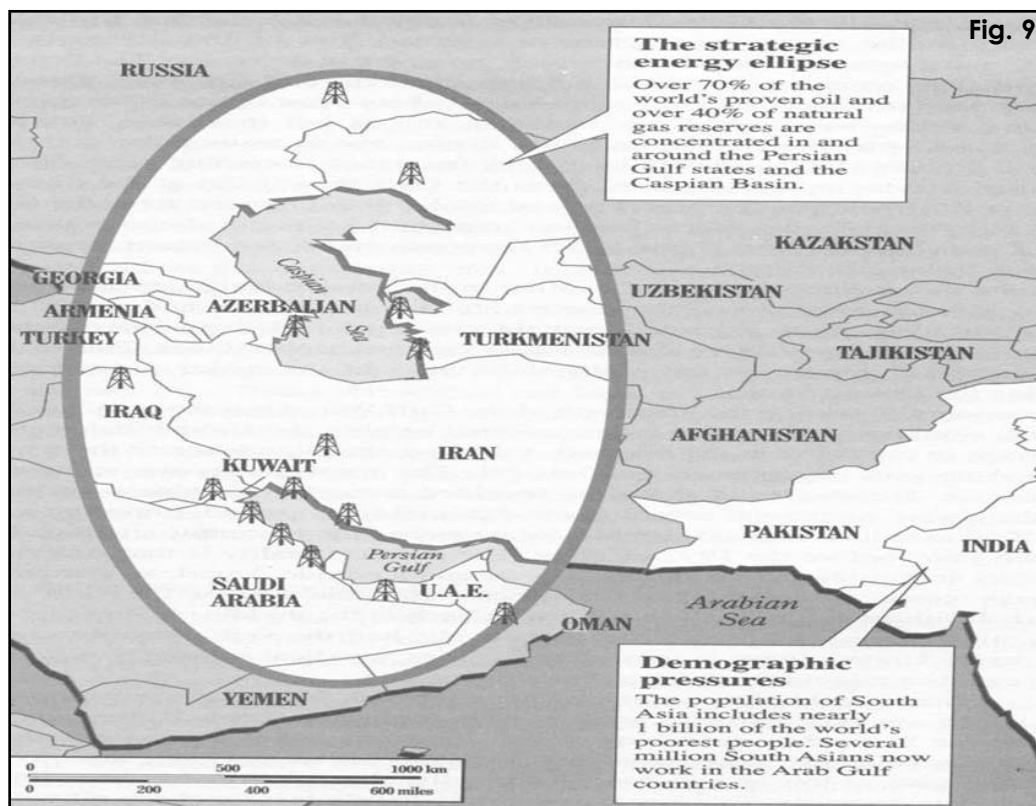 Fig. 9
The strategic
energy ellipse
Over 70% of the
world's proven oil and
over 40% of natural
gas reserves are
concentrated in and
around the Persian
Gulf states and the
Caspian Basin.
RUSSIA
KAZAKSTAN
Caspian
Sea
GEORGIA
UZBEKISTAN
ARMENIA
AZERBALJAN
TURKEY
TURKMENISTAN
TAJIKISTAN
IRAQ
AFGHANISTAN
IRAN
KUWAIT
PAKISTAN
INDIA
Persian
Gulf
SAUDI
ARABIA
U.A.E.
Arabian
Sea
OMAN
YEMEN
Demographic
pressures
The population of South
Asia includes nearly
1 billion of the world's
poorest people. Several
million South Asians now
work in the Arab Gulf
countries.
0 500 1000 km
0 200 400 600 miles